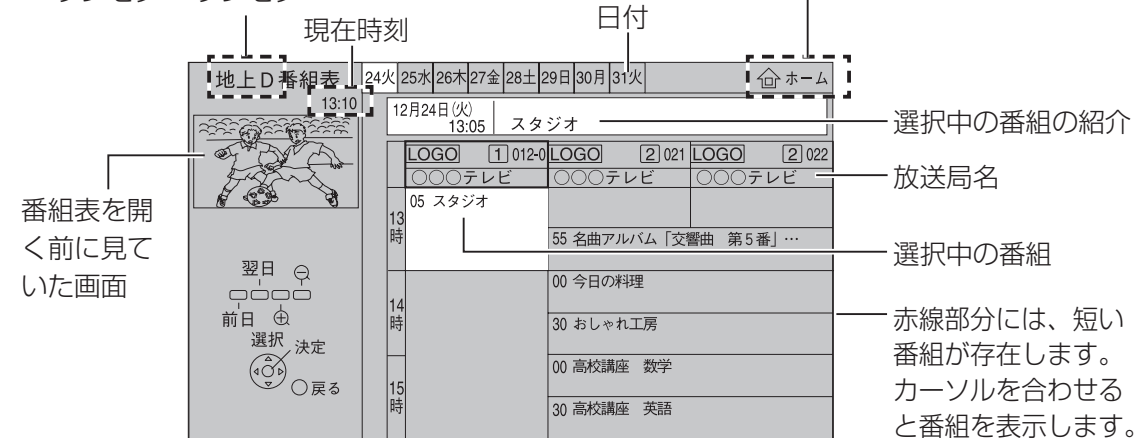 現在時刻
日付
地上D番組表 24火 25水 26木 27金 28土 29日 30月 31火 ホーム
13:10
12月24日(火)
13:05 スタジオ
選択中の番組の紹介
LOGO 1 012-0 LOGO 2 021 LOGO 2 022
○○○テレビ ○○○テレビ ○○○テレビ
放送局名
05 スタジオ
13時
55 名曲アルバム「交響曲 第5番」…
選択中の番組
番組表を開
く前に見て
いた画面
00 今日の料理
14時
30 おしゃれ工房
00 高校講座 数学
15時
30 高校講座 英語
翌日
前日
選択
決定
戻る
赤線部分には、短い
番組が存在します。
カーソルを合わせる
と番組を表示します。